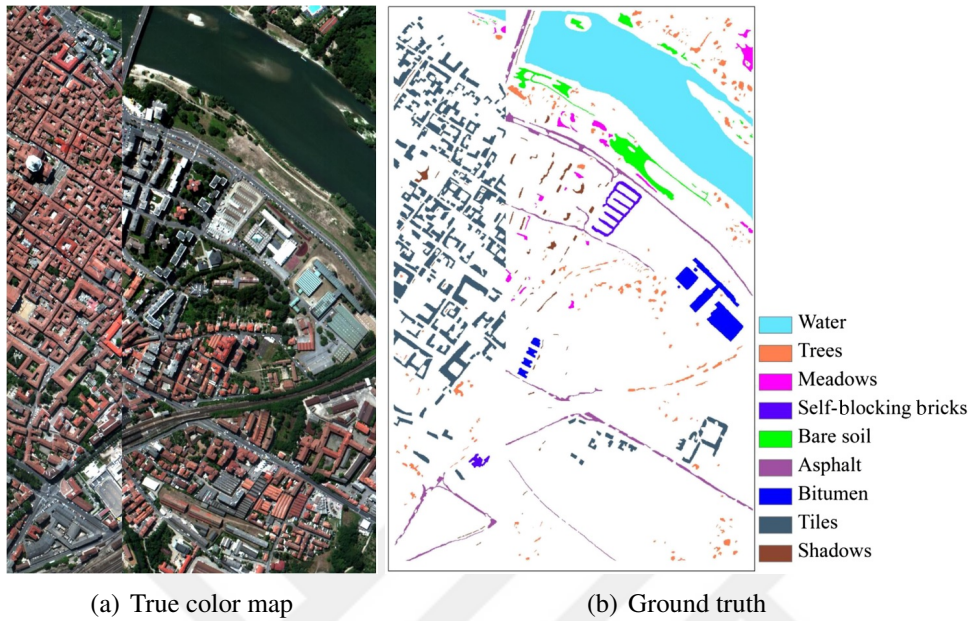 Water
Trees
Meadows
Self-blocking bricks
Bare soil
Asphalt
Bitumen
Tiles
Shadows
(a) True color map
(b) Ground truth